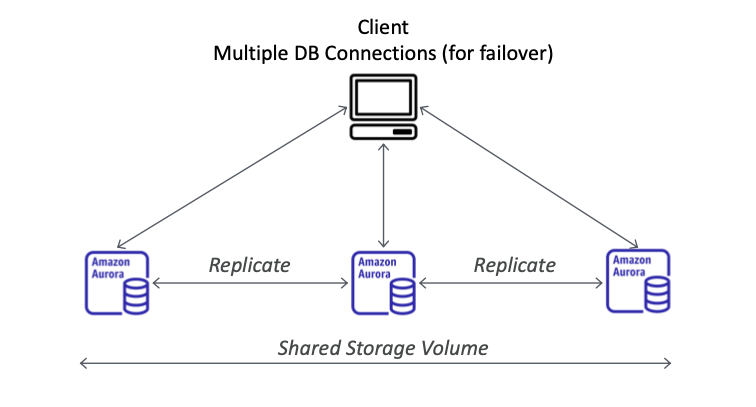 Client
Multiple DB Connections (for failover)
Amazon
Aurora
Replicate
Amazon
Aurora
Replicate
Amazon
Aurora
Shared Storage Volume